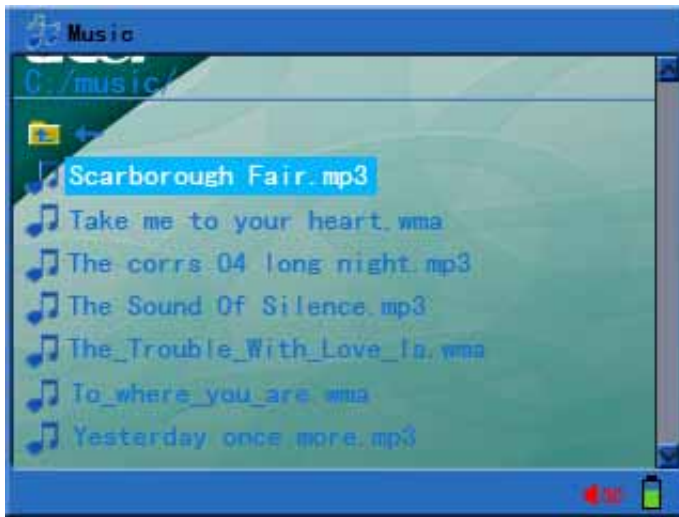 Music
C:/music/
Scarborough Fair.mp3
Take me to your heart.wma
The corrs 04 long night.mp3
The Sound Of Silence.mp3
The_Trouble_With_Love_Is.wma
To_where_you_are.wma
Yesterday once more.mp3